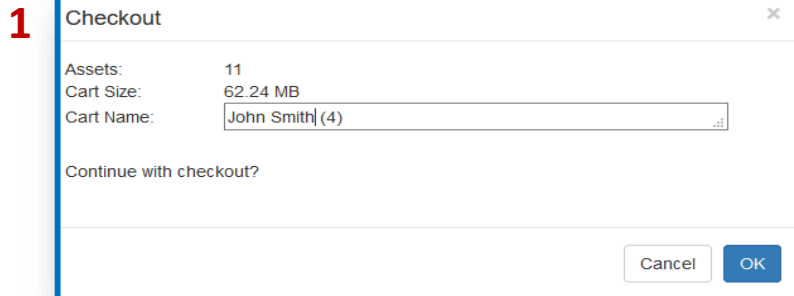 1
Checkout ×
Assets: 11
Cart Size: 62.24 MB
Cart Name: John Smith (4)
Continue with checkout?
Cancel OK